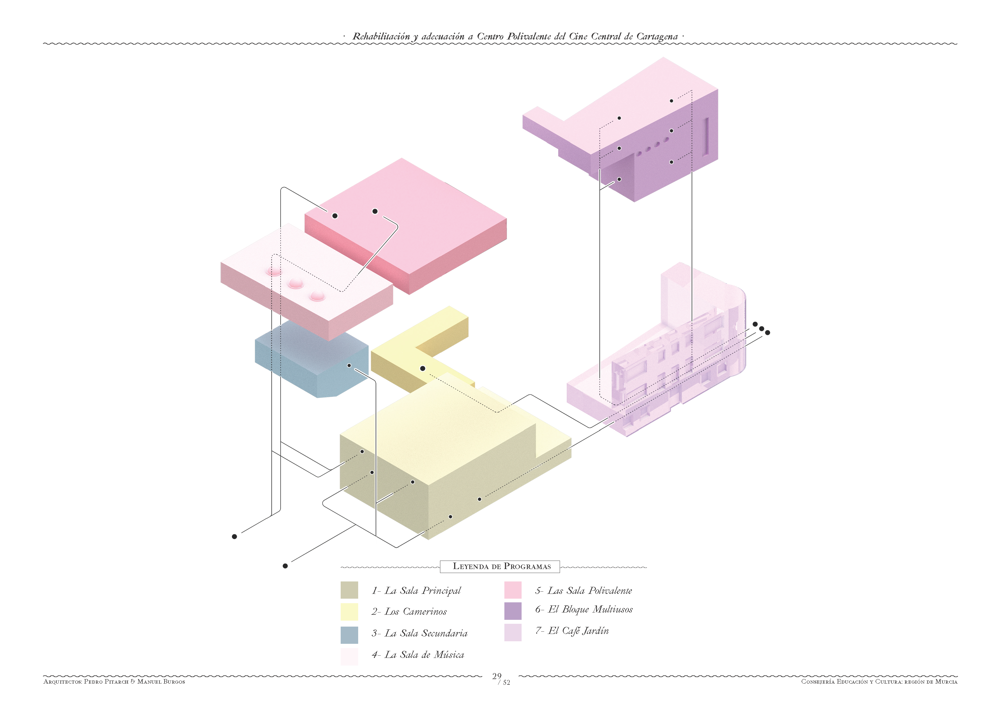 · Rehabilitación y adecuación a Centro Polivalente del Cine Central de Cartagena ·
LEYENDA DE PROGRAMAS
1- La Sala Principal
2- Los Camerinos
3- La Sala Secundaria
4- La Sala de Música
5- Las Sala Polivalente
6- El Bloque Multiusos
7- El Café Jardín
ARQUITECTOS: PEDRO PITARCH & MANUEL BURGOS
29/52
CONSEJERÍA EDUCACIÓN Y CULTURA: REGIÓN DE MURCIA